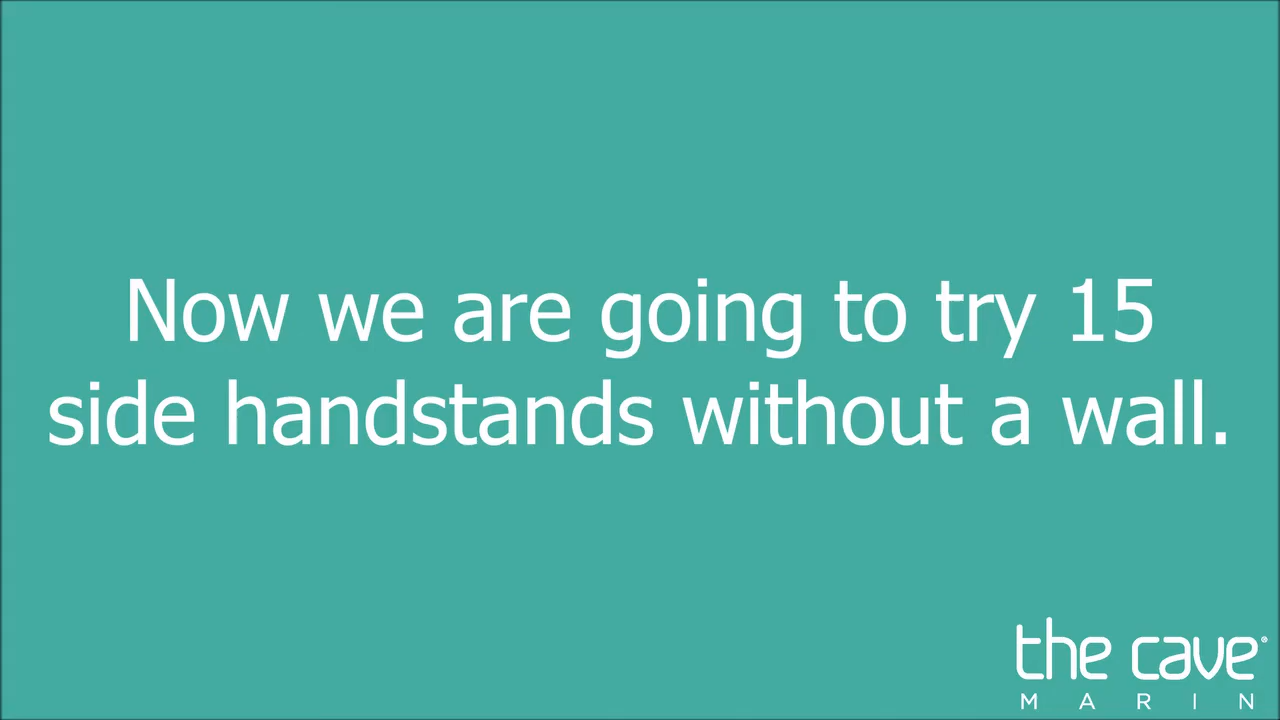 Now we are going to try 15
side handstands without a wall.
the cave®
MARIN